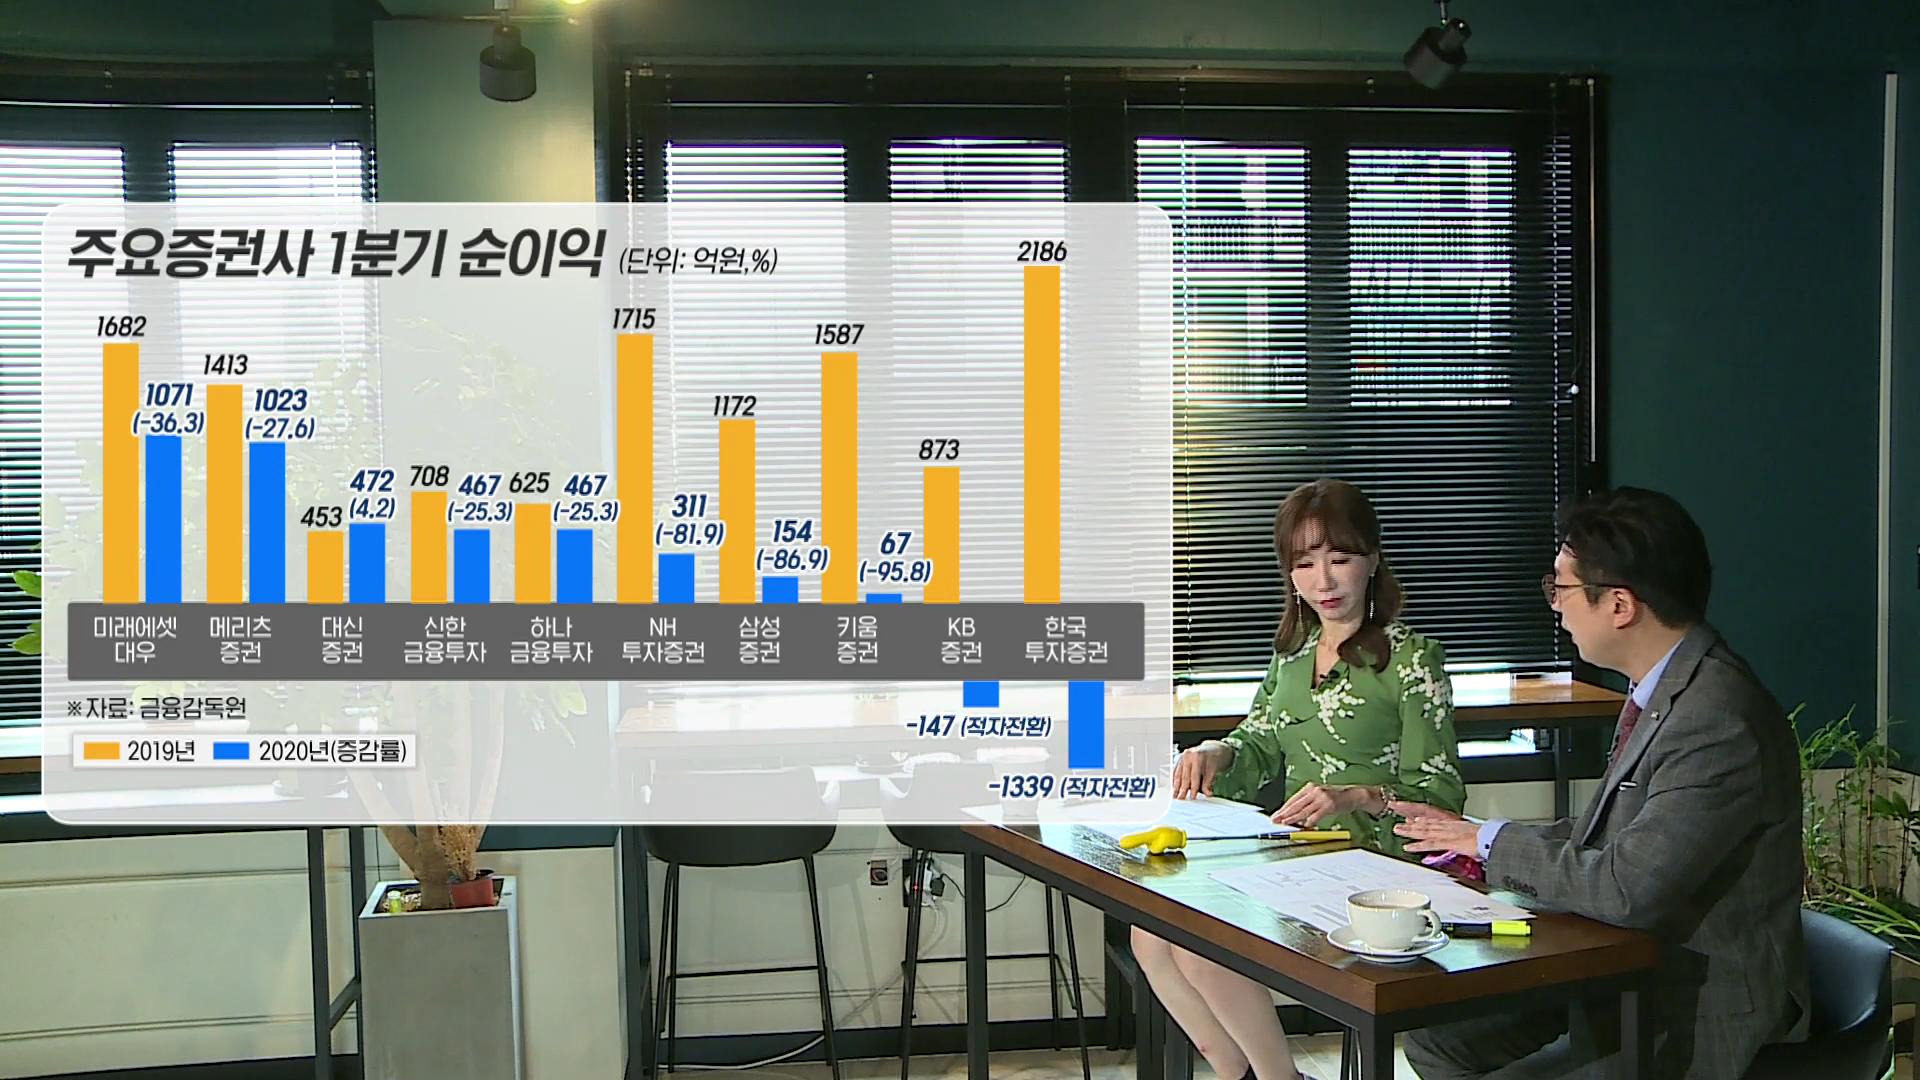 주요증권사 1분기 순이익 (단위: 억원,%)
1682
1071
(-36.3)
1413
1023
(-27.6)
453
472
(4.2)
708
467
(-25.3)
625
467
(-25.3)
1715
311
(-81.9)
1172
154
(-86.9)
1587
67
(-95.8)
873
2186
미래에셋
대우
메리츠
증권
대신
증권
신한
금융투자
하나
금융투자
NH
투자증권
삼성
증권
키움
증권
KB
증권
한국
투자증권
-147 (적자전환)
-1339 (적자전환)
※자료: 금융감독원
2019년 2020년(증감률)